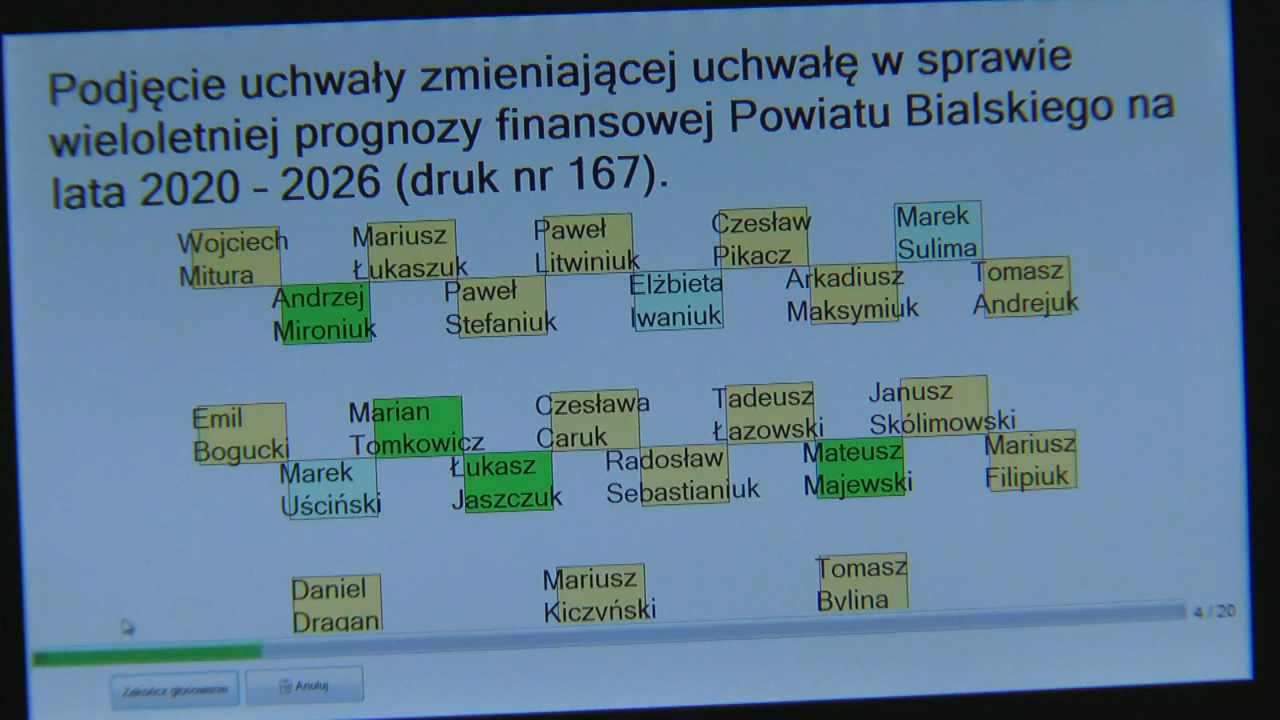 Podjęcie uchwały zmieniającej uchwałę w sprawie
wieloletniej prognozy finansowej Powiatu Bialskiego na
lata 2020 - 2026 (druk nr 167).
Wojciech
Mitura
Mariusz
Łukaszuk
Paweł
Litwiniuk
Czesław
Pikacz
Marek
Sulima
Andrzej
Mironiuk
Paweł
Stefaniuk
Elżbieta
Iwaniuk
Arkadiusz
Maksymiuk
Tomasz
Andrejuk
Emil
Bogucki
Marian
Tomkowicz
Czesława
Caruk
Tadeusz
Łazowski
Janusz
Skólimowski
Marek
Uściński
Łukasz
Jaszczuk
Radosław
Sebastianiuk
Mateusz
Majewski
Mariusz
Filipiuk
Daniel
Dragan
Mariusz
Kiczyński
Tomasz
Bylina
4 / 20
Zakończ głosowanie
Anuluj